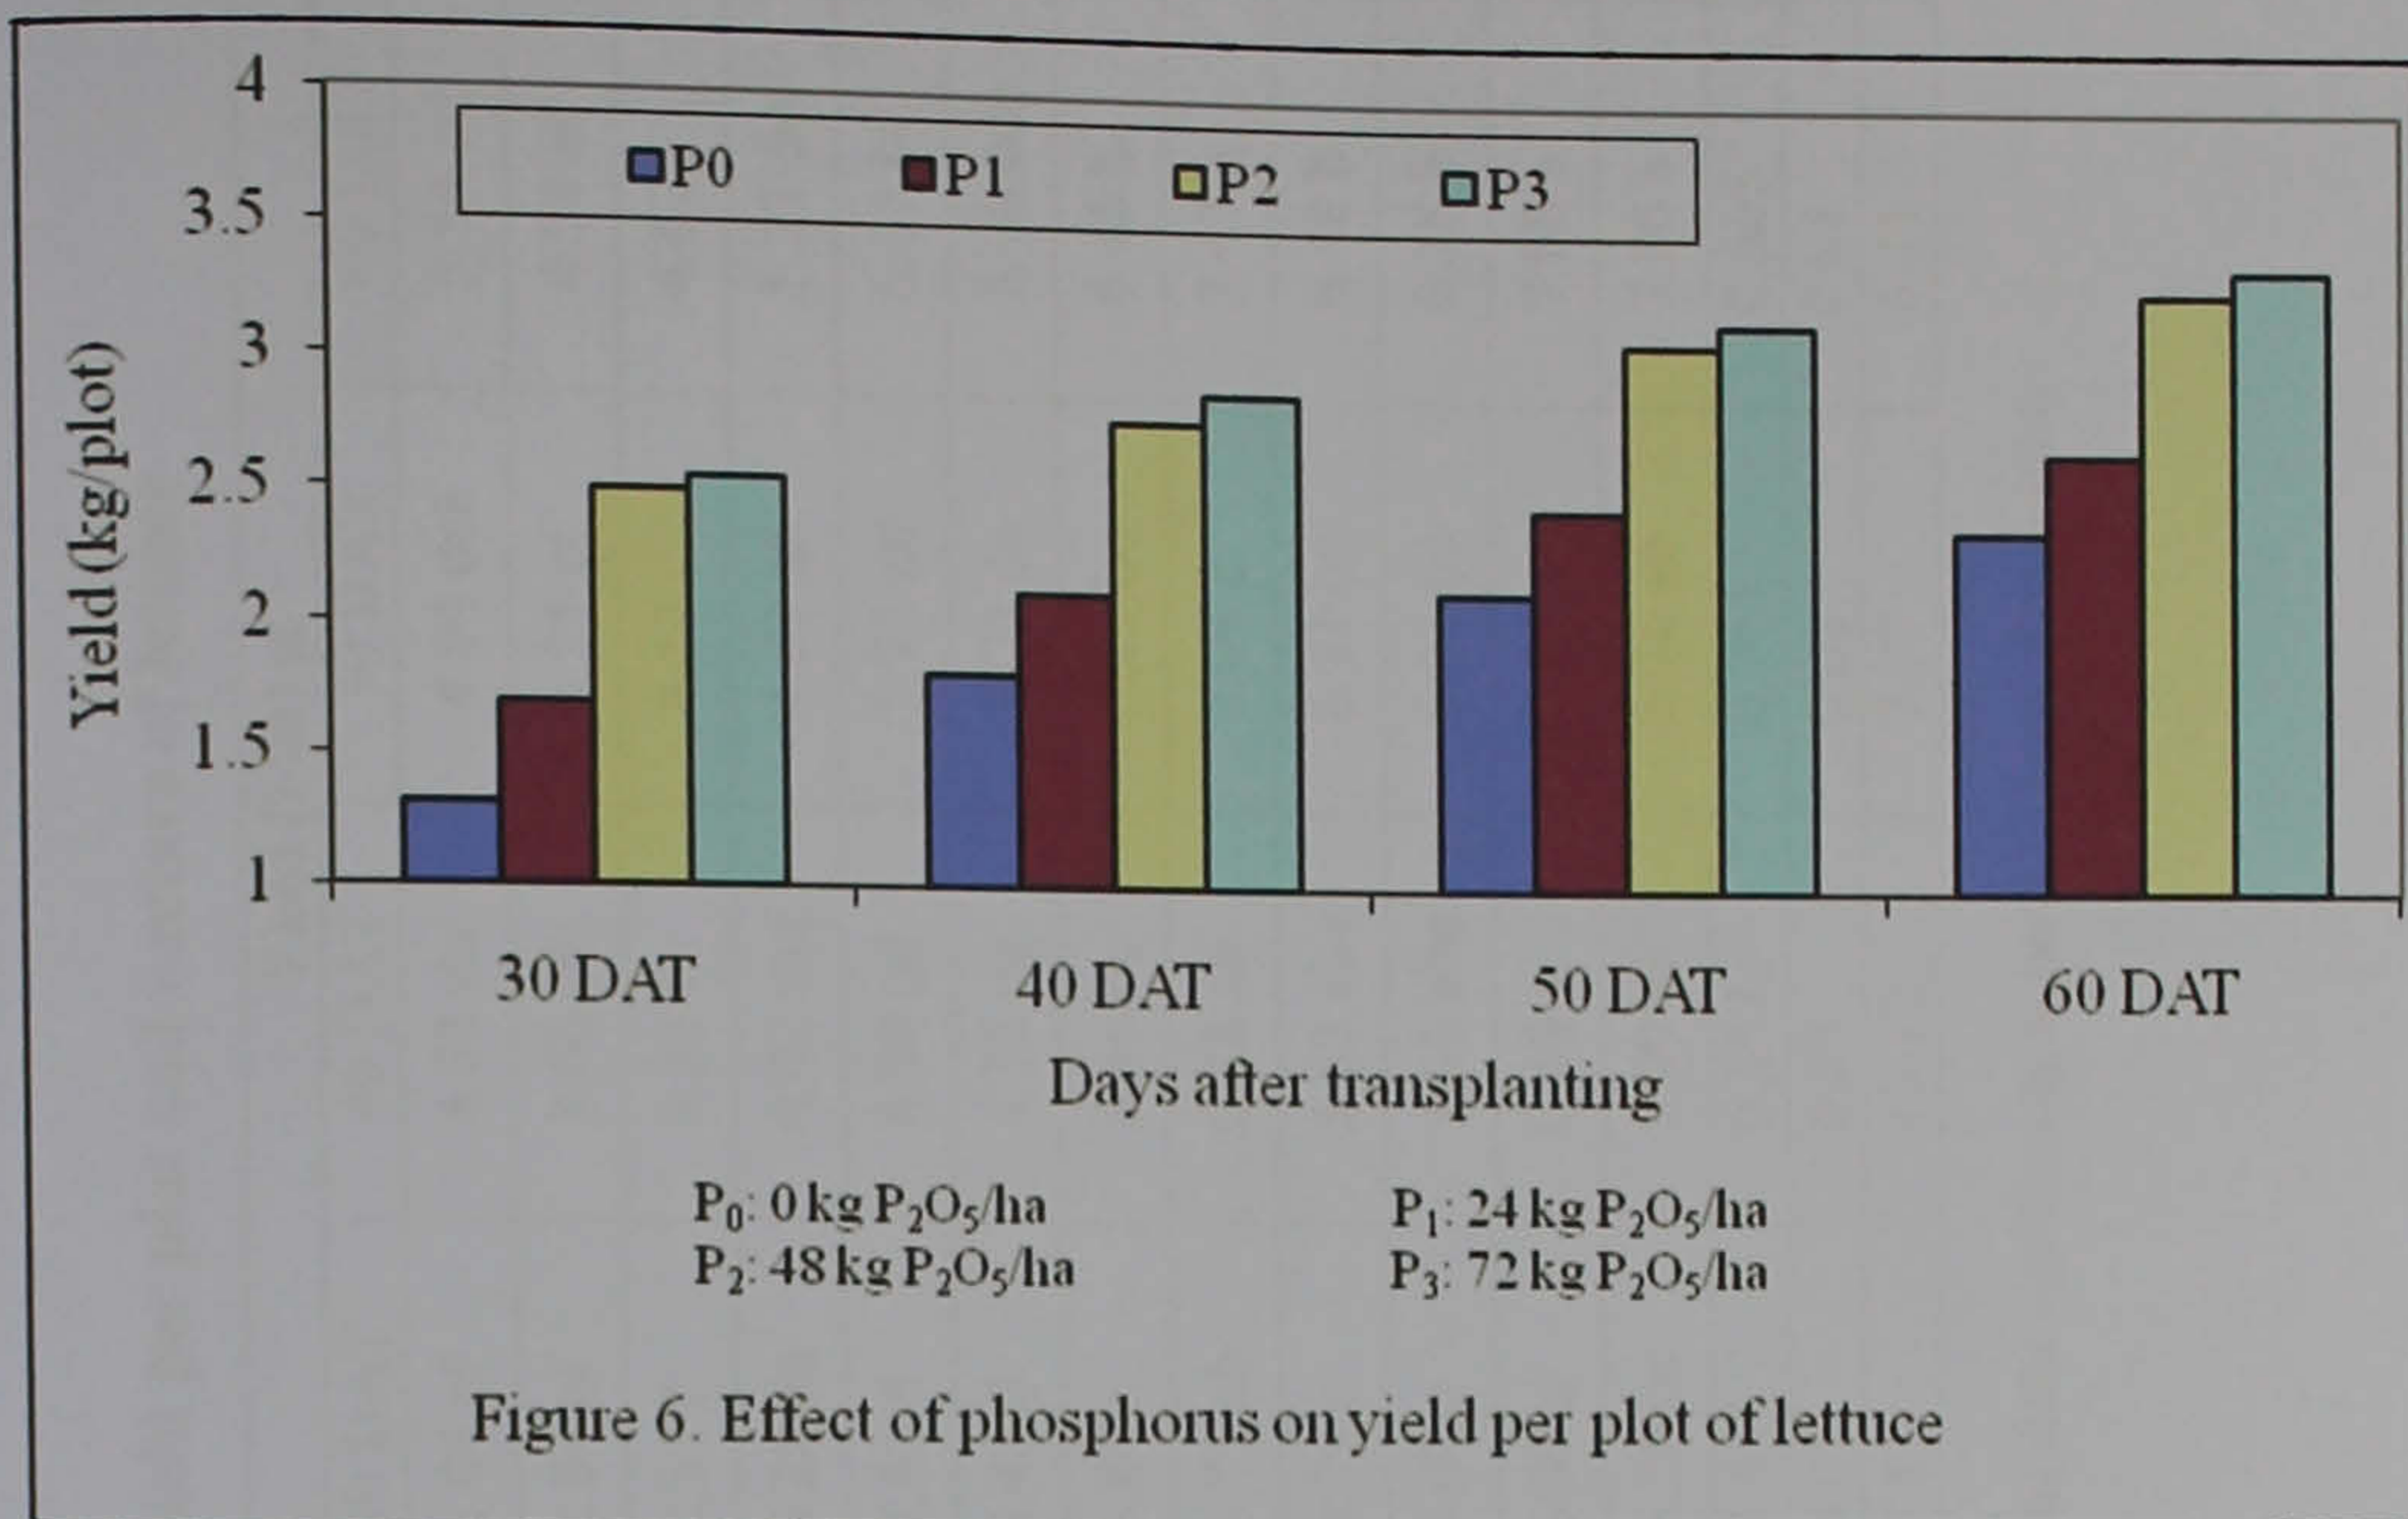 4
P0 P1 P2 P3
3.5
3
2.5
2
1.5
1
Yield (kg/plot)
30 DAT 40 DAT 50 DAT 60 DAT
Days after transplanting
P₀: 0 kg P₂O₅/ha P₁: 24 kg P₂O₅/ha
P₂: 48 kg P₂O₅/ha P₃: 72 kg P₂O₅/ha
Figure 6. Effect of phosphorus on yield per plot of lettuce